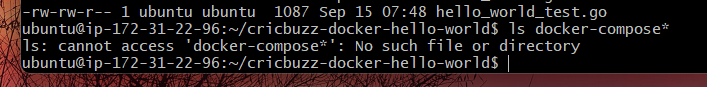 -rw-rw-r-- 1 ubuntu ubuntu  1087 Sep 15 07:48 hello_world_test.go
ubuntu@ip-172-31-22-96:~/cricbuzz-docker-hello-world$ ls docker-compose*
ls: cannot access 'docker-compose*': No such file or directory
ubuntu@ip-172-31-22-96:~/cricbuzz-docker-hello-world$